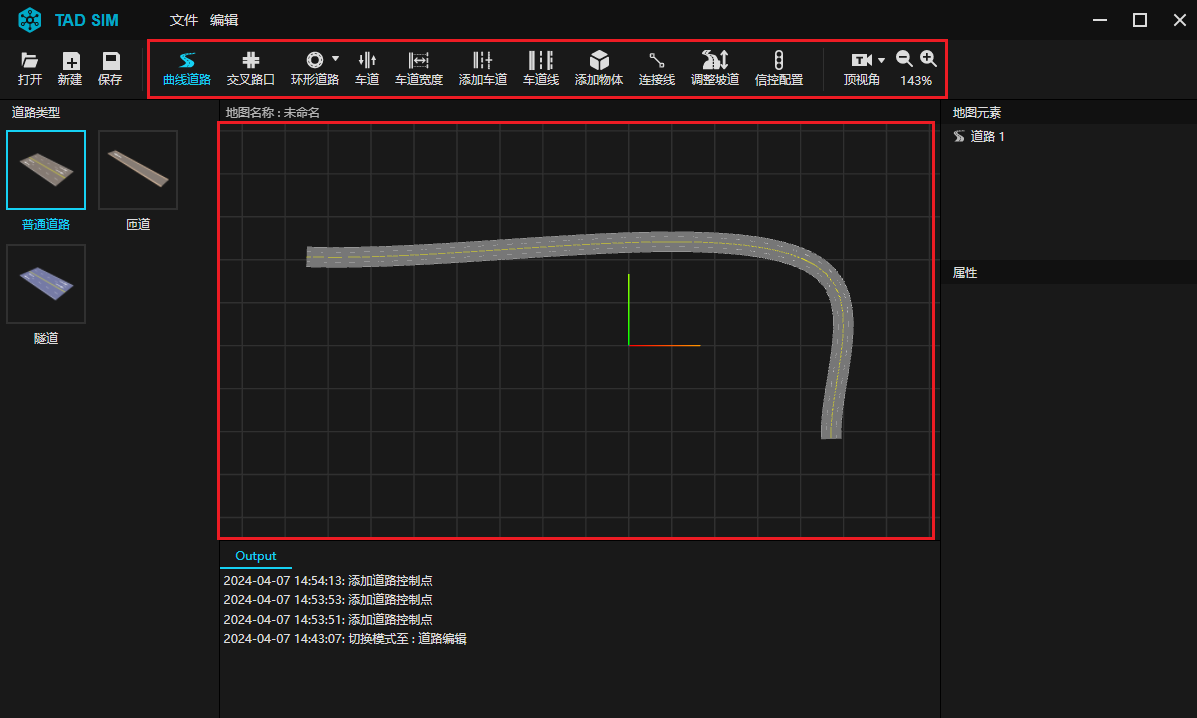 TAD SIM 文件 编辑
打开 新建 保存 曲线道路 交叉路口 环形道路 车道 车道宽度 添加车道 车道线 添加物体 连接线 调整坡道 信控配置 顶视角 143%
道路类型
普通道路 匝道
隧道
地图名称 : 未命名
Output
2024-04-07 14:54:13: 添加道路控制点
2024-04-07 14:53:53: 添加道路控制点
2024-04-07 14:53:51: 添加道路控制点
2024-04-07 14:43:07: 切换模式至 : 道路编辑
地图元素
道路 1
属性